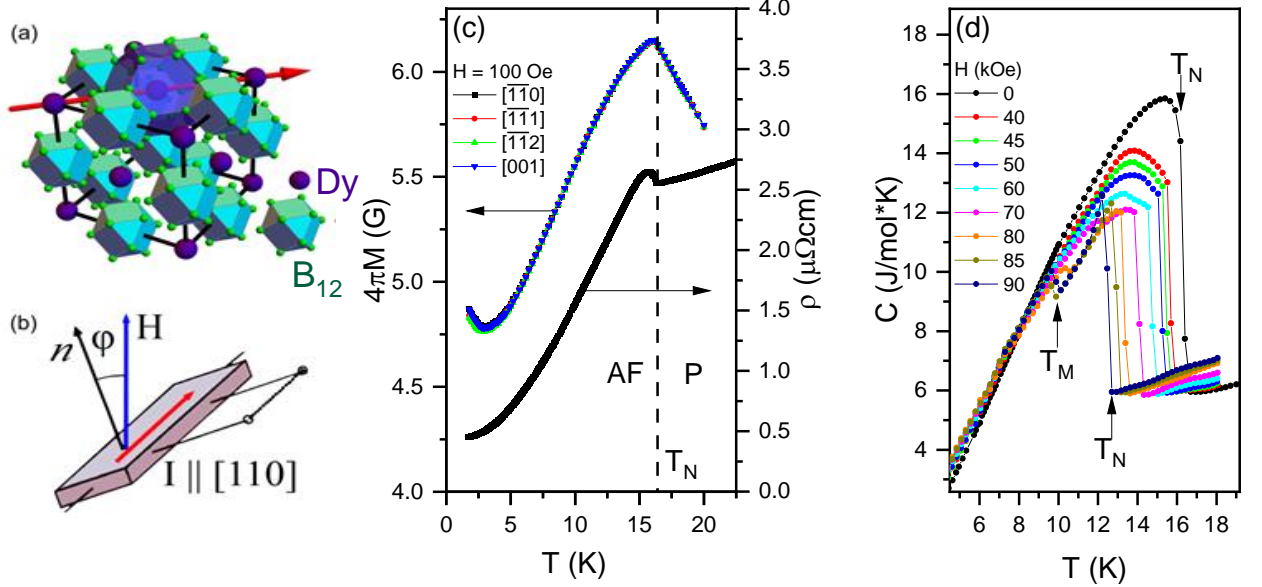 (a)
Dy
B₁₂
(b)
n
φ
H
I || [110]
(c)
H = 100 Oe
[1̅1̅0]
[1̅1̅1]
[1̅1̅2]
[001]
AF
P
T_N
4πM (G)
6.0
5.5
5.0
4.5
4.0
0
5
10
15
20
T (K)
4.0
3.5
3.0
2.5
2.0
1.5
1.0
0.5
0.0
ρ (μΩcm)
(d)
H (kOe)
0
40
45
50
60
70
80
85
90
T_N
T_M
T_N
C (J/mol*K)
18
16
14
12
10
8
6
4
6
8
10
12
14
16
18
T (K)